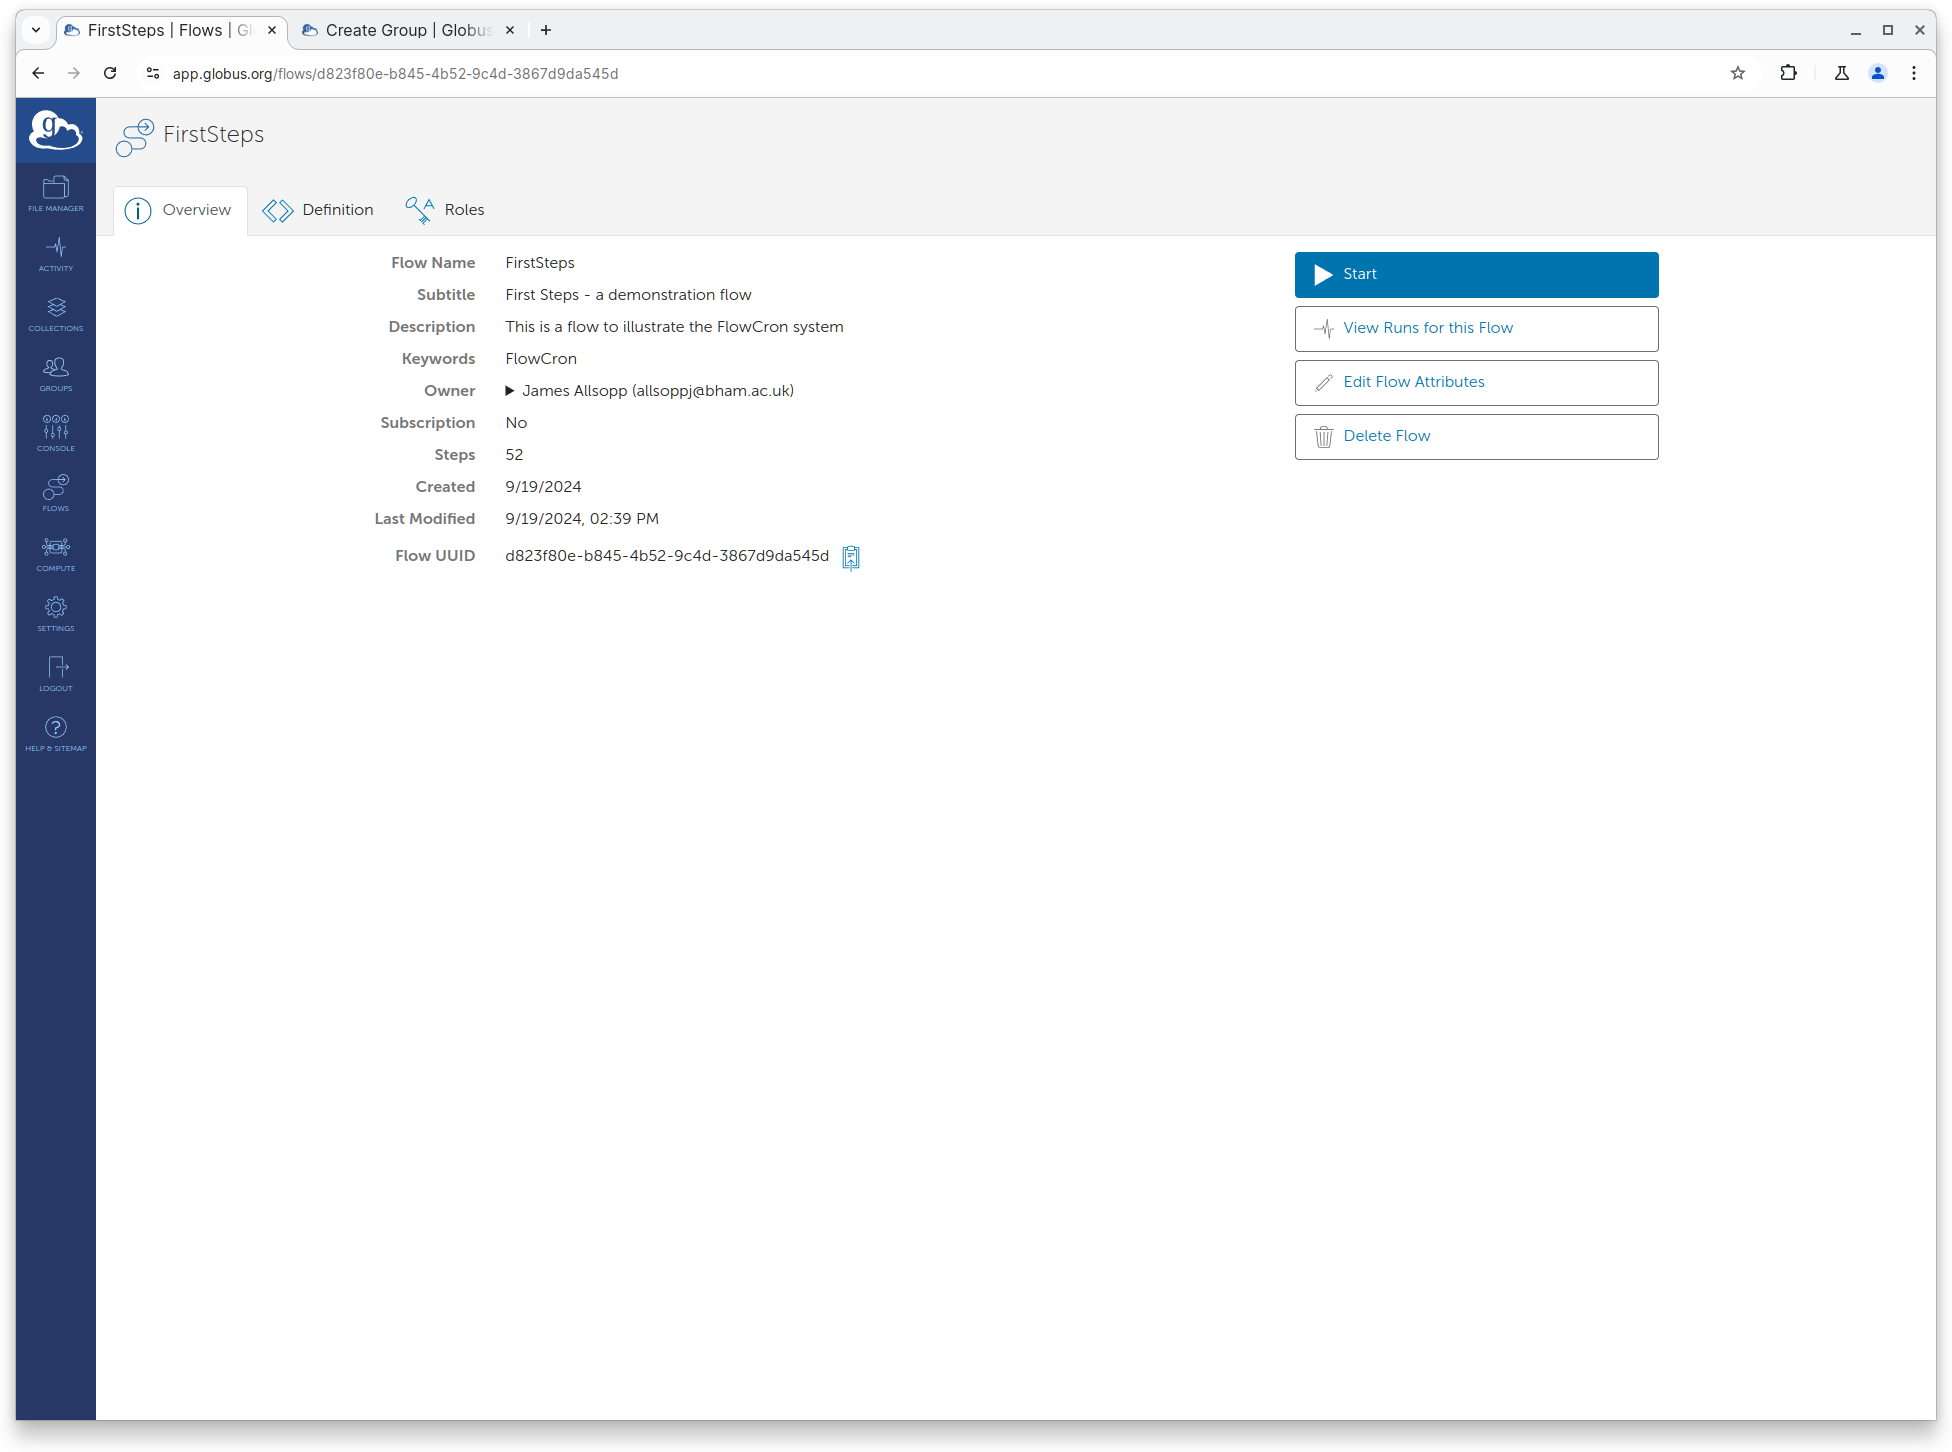 FirstSteps | Flows | Gl
Create Group | Globus
app.globus.org/flows/d823f80e-b845-4b52-9c4d-3867d9da545d
g
FirstSteps
FILE MANAGER
ACTIVITY
COLLECTIONS
GROUPS
CONSOLE
FLOWS
COMPUTE
SETTINGS
LOGOUT
HELP & SITEMAP
Overview
Definition
Roles
Flow Name FirstSteps
Subtitle First Steps - a demonstration flow
Description This is a flow to illustrate the FlowCron system
Keywords FlowCron
Owner James Allsopp (allsoppj@bham.ac.uk)
Subscription No
Steps 52
Created 9/19/2024
Last Modified 9/19/2024, 02:39 PM
Flow UUID d823f80e-b845-4b52-9c4d-3867d9da545d
Start
View Runs for this Flow
Edit Flow Attributes
Delete Flow